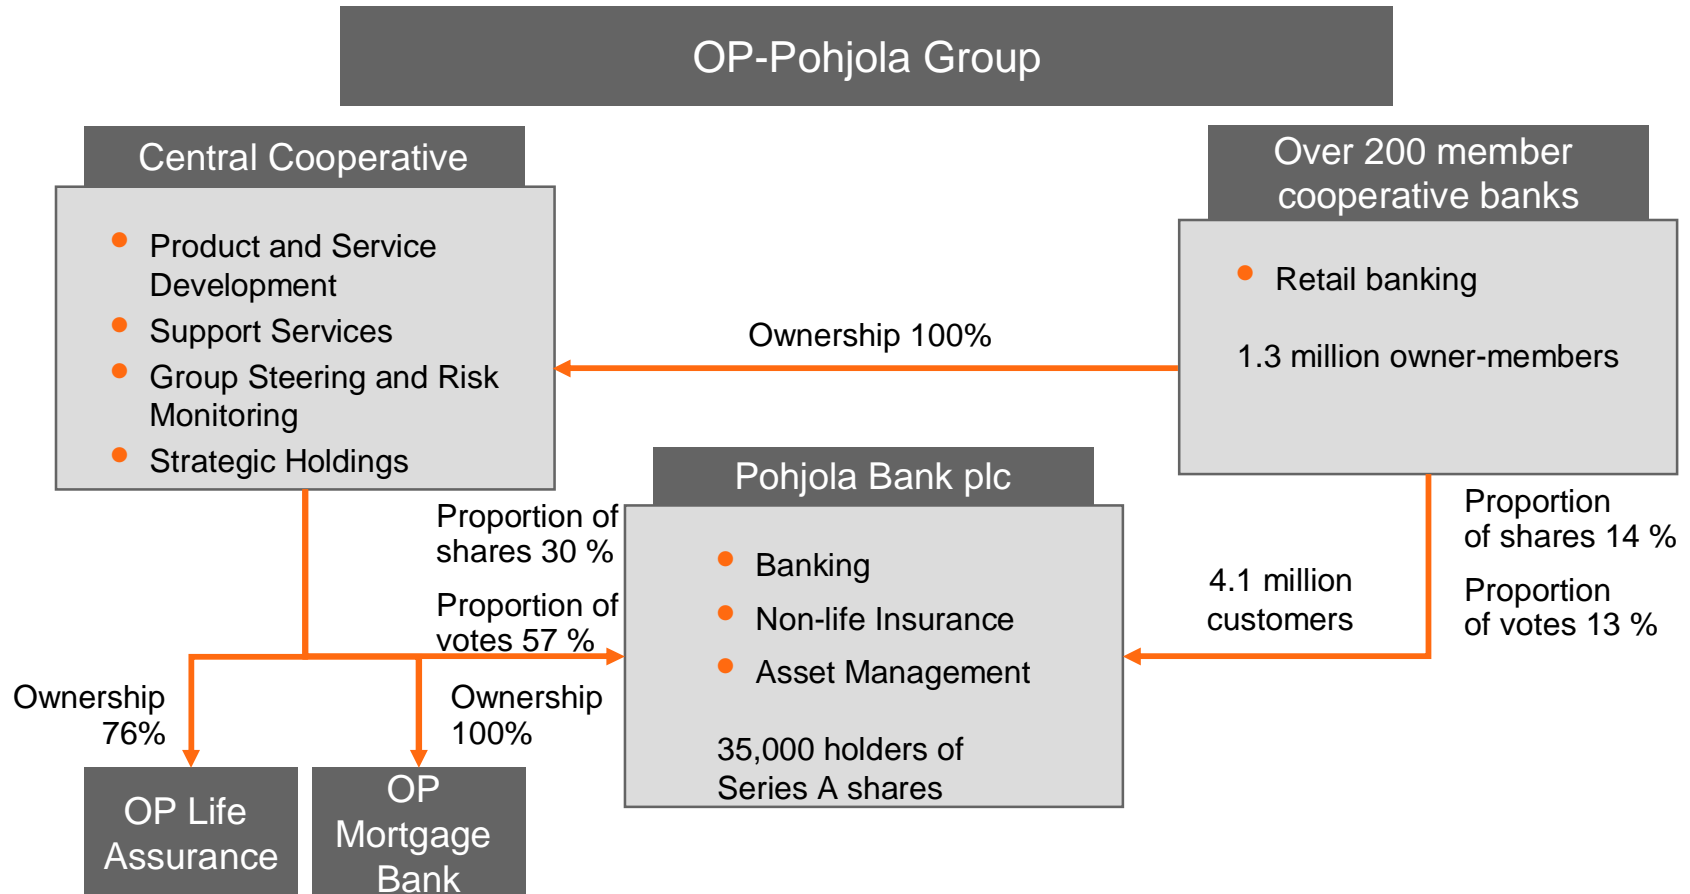 OP-Pohjola Group
Central Cooperative
Product and Service
Development
Support Services
Group Steering and Risk
Monitoring
Strategic Holdings
Over 200 member
cooperative banks
Retail banking
1.3 million owner-members
Ownership 100%
Proportion of
shares 30 %
Proportion of
votes 57 %
Pohjola Bank plc
Banking
Non-life Insurance
Asset Management
35,000 holders of
Series A shares
4.1 million
customers
Proportion
of shares 14 %
Proportion
of votes 13 %
Ownership
76%
Ownership
100%
OP Life
Assurance
OP
Mortgage
Bank